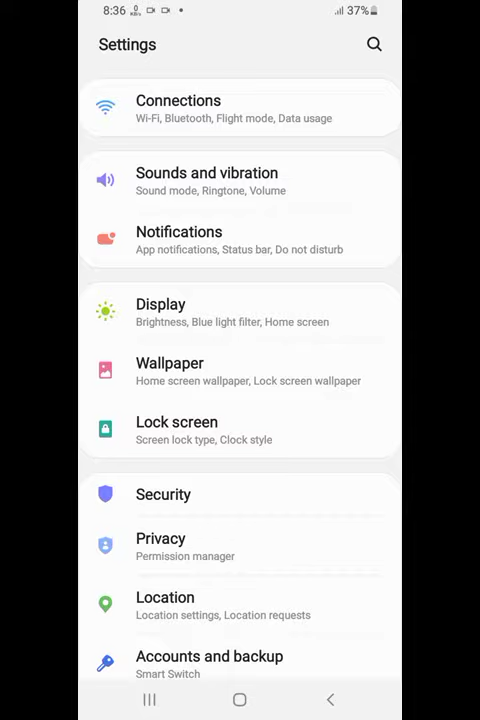 8:36 0 KB/s 37%
Settings
Connections
Wi-Fi, Bluetooth, Flight mode, Data usage
Sounds and vibration
Sound mode, Ringtone, Volume
Notifications
App notifications, Status bar, Do not disturb
Display
Brightness, Blue light filter, Home screen
Wallpaper
Home screen wallpaper, Lock screen wallpaper
Lock screen
Screen lock type, Clock style
Security
Privacy
Permission manager
Location
Location settings, Location requests
Accounts and backup
Smart Switch